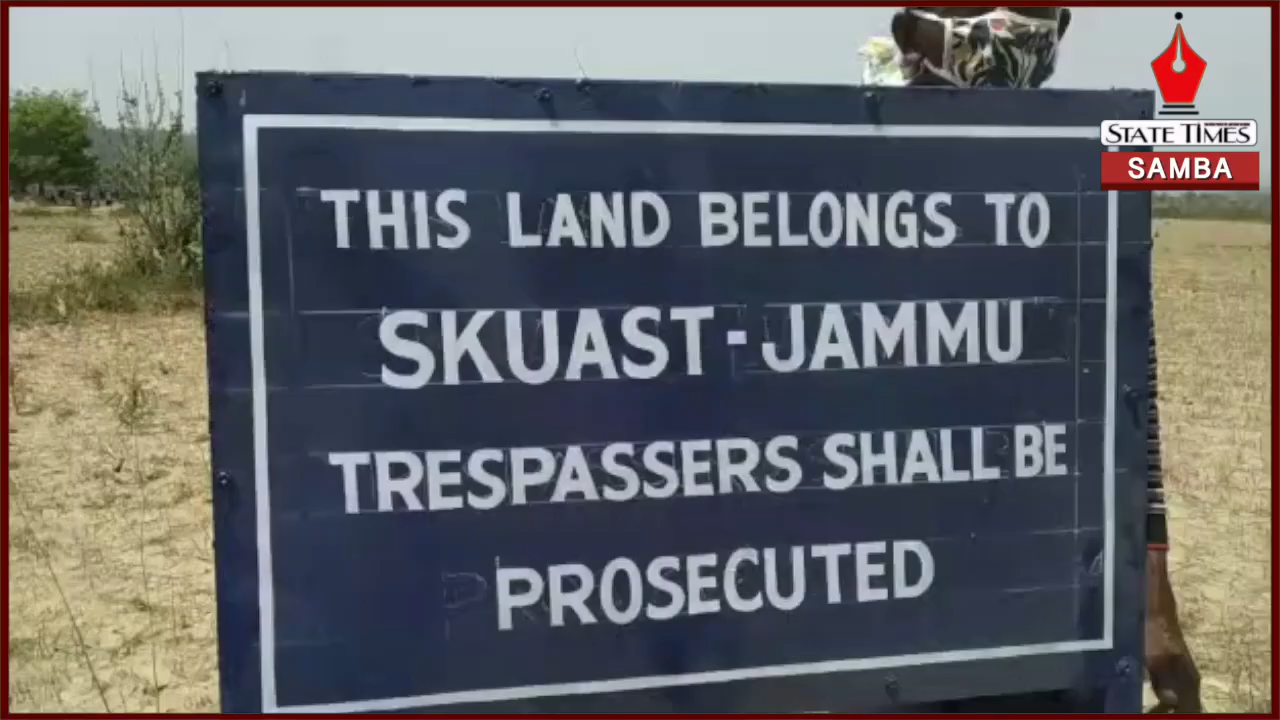 THIS LAND BELONGS TO
SKUAST-JAMMU
TRESPASSERS SHALL BE
PROSECUTED
STATE TIMES
SAMBA